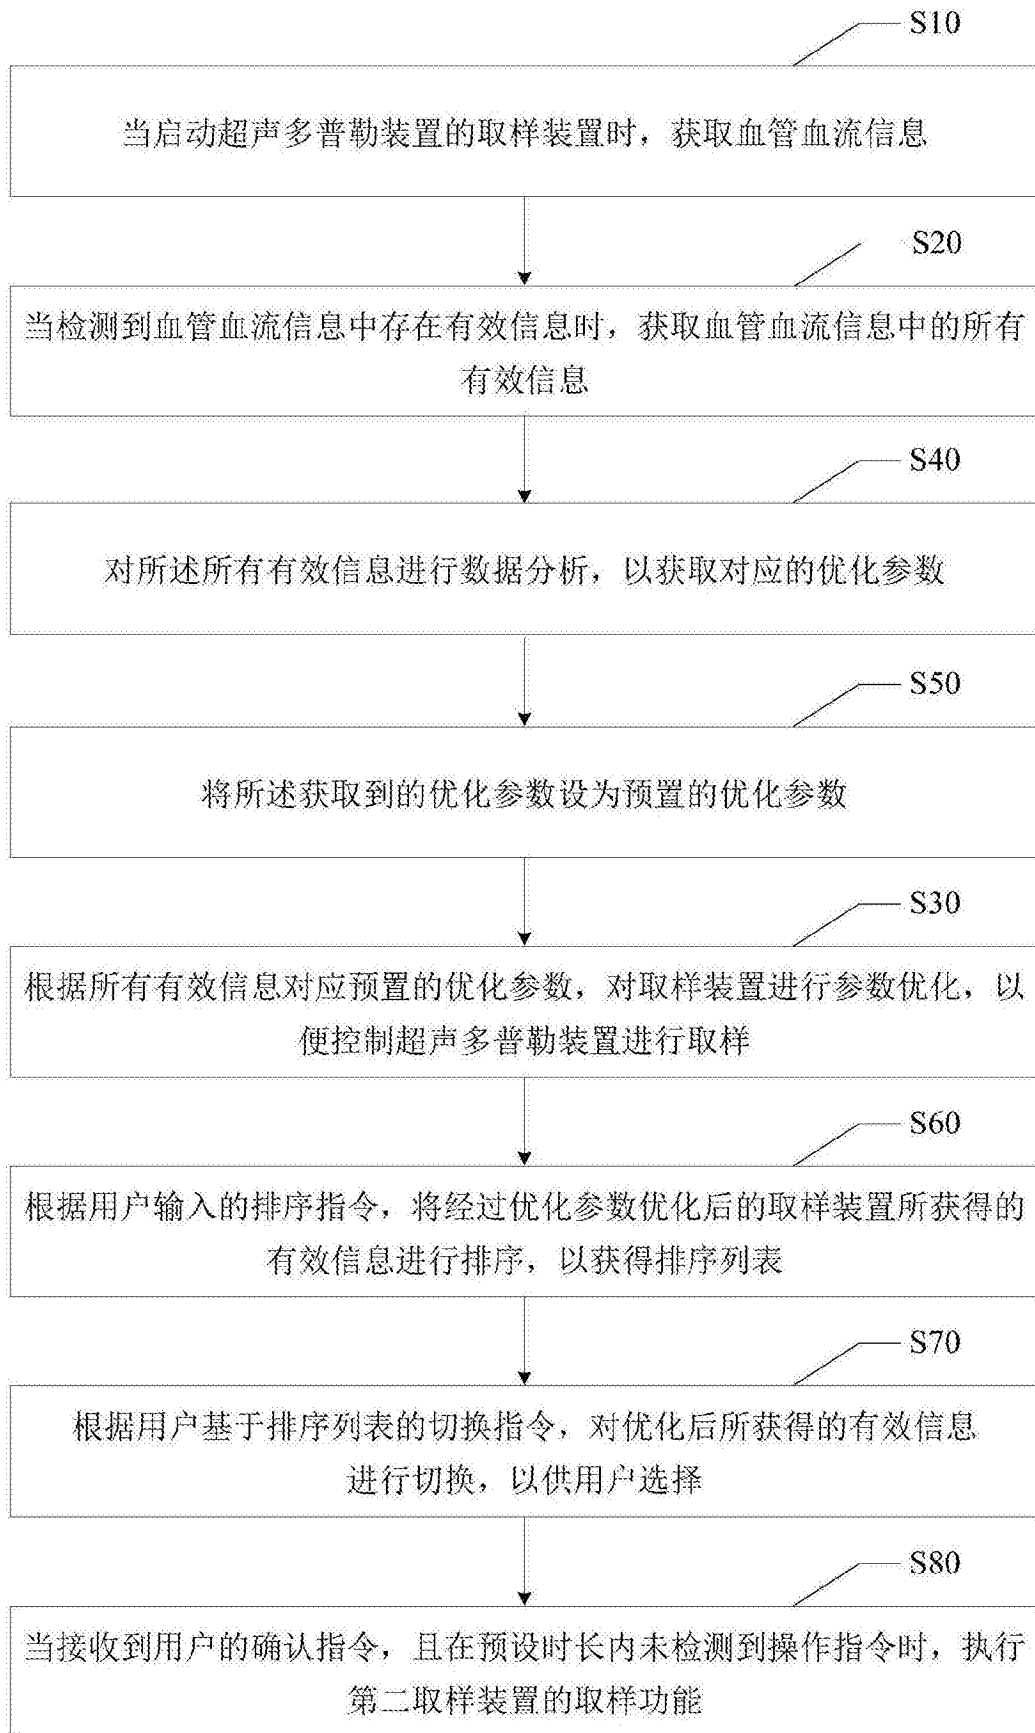 S10
当启动超声多普勒装置的取样装置时，获取血管血流信息
S20
当检测到血管血流信息中存在有效信息时，获取血管血流信息中的所有
有效信息
S40
对所述所有有效信息进行数据分析，以获取对应的优化参数
S50
将所述获取到的优化参数设为预置的优化参数
S30
根据所有有效信息对应预置的优化参数，对取样装置进行参数优化，以
便控制超声多普勒装置进行取样
S60
根据用户输入的排序指令，将经过优化参数优化后的取样装置所获得的
有效信息进行排序，以获得排序列表
S70
根据用户基于排序列表的切换指令，对优化后所获得的有效信息
进行切换，以供用户选择
S80
当接收到用户的确认指令，且在预设时长内未检测到操作指令时，执行
第二取样装置的取样功能